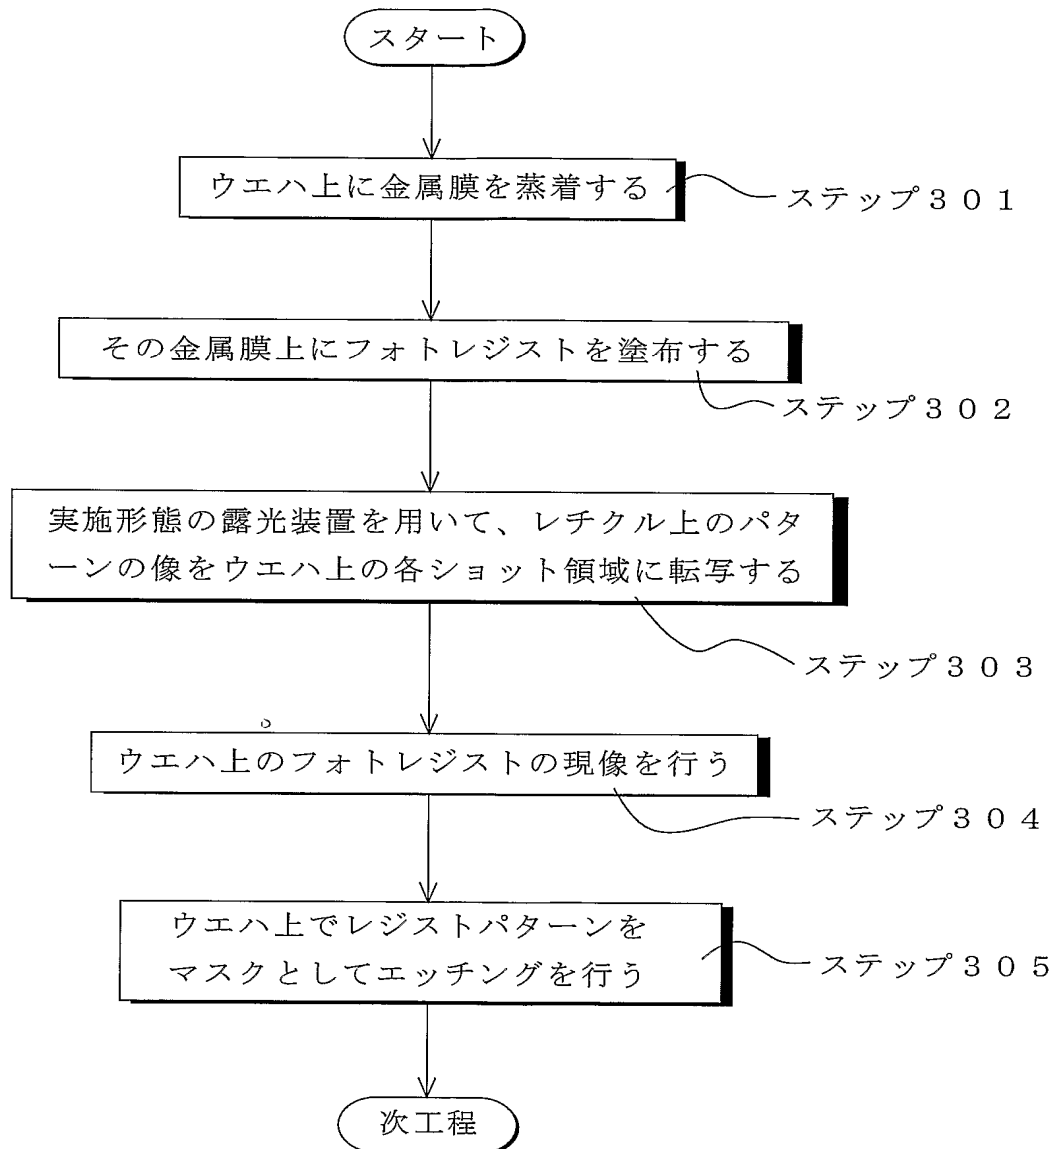 スタート
ウエハ上に金属膜を蒸着する
ステップ３０１
その金属膜上にフォトレジストを塗布する
ステップ３０２
実施形態の露光装置を用いて、レチクル上のパタ
ーンの像をウエハ上の各ショット領域に転写する
ステップ３０３
ウエハ上のフォトレジストの現像を行う
ステップ３０４
ウエハ上でレジストパターンを
マスクとしてエッチングを行う
ステップ３０５
次工程